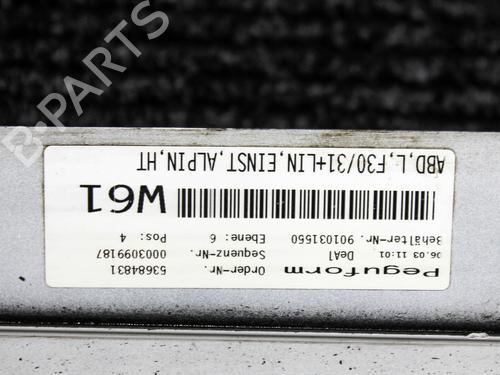 B-PARTS
Peguform Order-Nr. 53684831
06.03 11:01 DeAl Sequenz-Nr. 0003099187
Behälter-Nr. 901031550 Ebene: 6 Pos: 4
W61
ABD,L,F30/31+LIN,EINST,ALPIN,HT